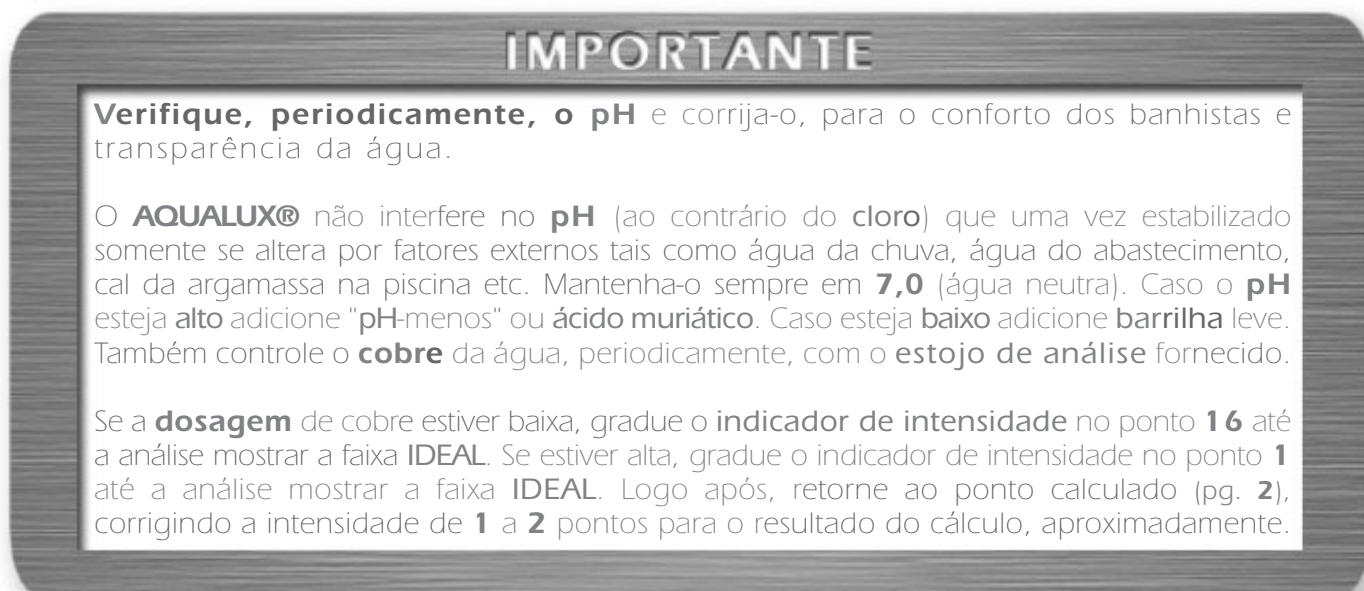 IMPORTANTE
Verifique, periodicamente, o pH e corrija-o, para o conforto dos banhistas e
transparência da água.
O AQUALUX® não interfere no pH (ao contrário do cloro) que uma vez estabilizado
somente se altera por fatores externos tais como água da chuva, água do abastecimento,
cal da argamassa na piscina etc. Mantenha-o sempre em 7,0 (água neutra). Caso o pH
esteja alto adicione "pH-menos" ou ácido muriático. Caso esteja baixo adicione barrilha leve.
Também controle o cobre da água, periodicamente, com o estojo de análise fornecido.
Se a dosagem de cobre estiver baixa, gradue o indicador de intensidade no ponto 16 até
a análise mostrar a faixa IDEAL. Se estiver alta, gradue o indicador de intensidade no ponto 1
até a análise mostrar a faixa IDEAL. Logo após, retorne ao ponto calculado (pg. 2),
corrigindo a intensidade de 1 a 2 pontos para o resultado do cálculo, aproximadamente.